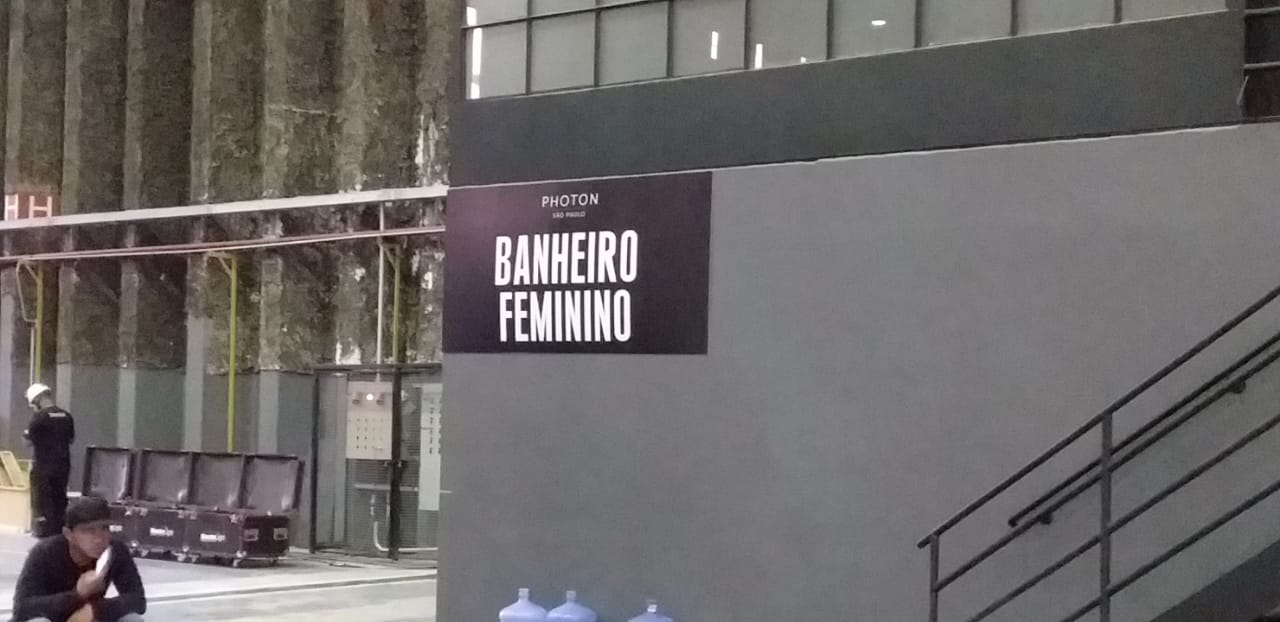 PHOTON
SÃO PAULO
BANHEIRO
FEMININO